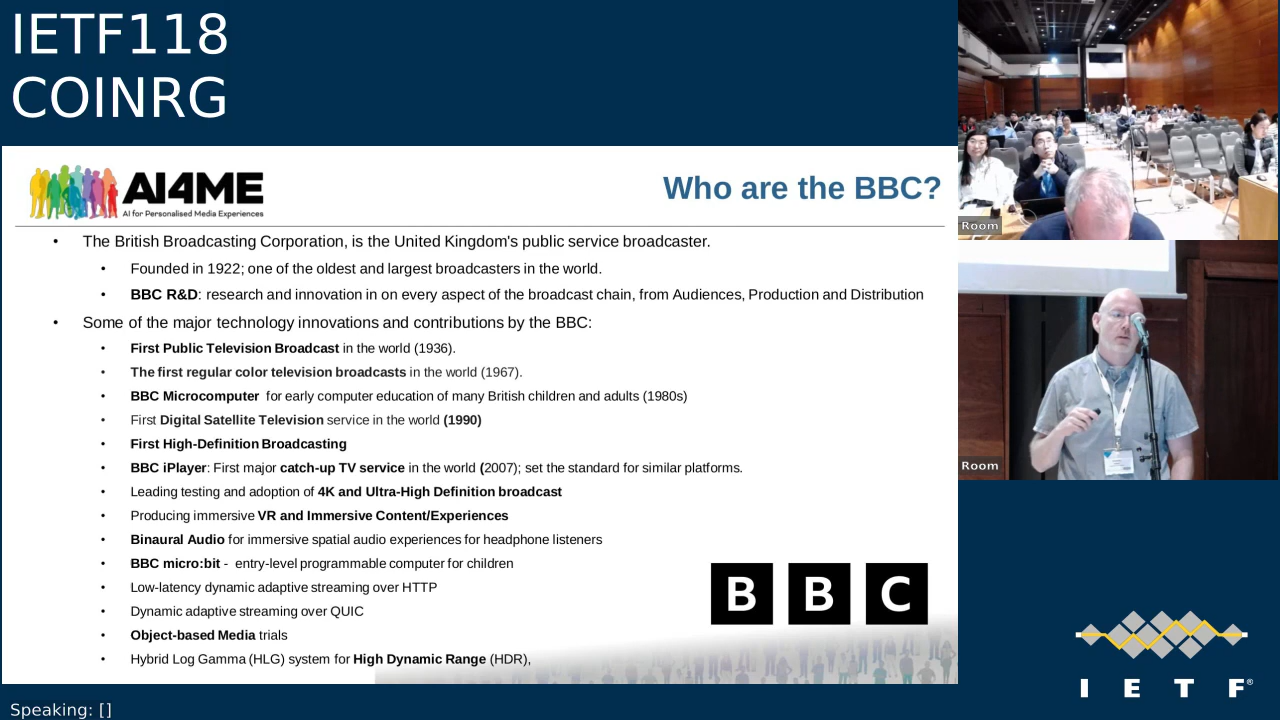 IETF118
COINRG
AI4ME
AI for Personalised Media Experiences
Who are the BBC?
• The British Broadcasting Corporation, is the United Kingdom's public service broadcaster.
• Founded in 1922; one of the oldest and largest broadcasters in the world.
• BBC R&D: research and innovation in on every aspect of the broadcast chain, from Audiences, Production and Distribution
• Some of the major technology innovations and contributions by the BBC:
• First Public Television Broadcast in the world (1936).
• The first regular color television broadcasts in the world (1967).
• BBC Microcomputer for early computer education of many British children and adults (1980s)
• First Digital Satellite Television service in the world (1990)
• First High-Definition Broadcasting
• BBC iPlayer: First major catch-up TV service in the world (2007); set the standard for similar platforms.
• Leading testing and adoption of 4K and Ultra-High Definition broadcast
• Producing immersive VR and Immersive Content/Experiences
• Binaural Audio for immersive spatial audio experiences for headphone listeners
• BBC micro:bit - entry-level programmable computer for children
• Low-latency dynamic adaptive streaming over HTTP
• Dynamic adaptive streaming over QUIC
• Object-based Media trials
• Hybrid Log Gamma (HLG) system for High Dynamic Range (HDR),
B B C
Room
Room
I E T F®
Speaking: []